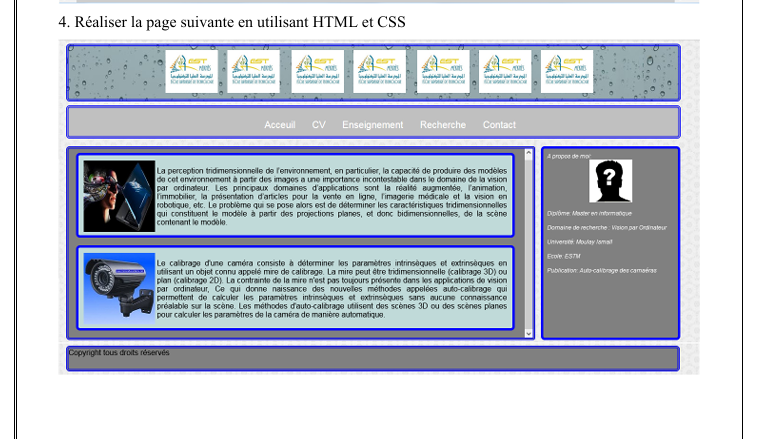 4. Réaliser la page suivante en utilisant HTML et CSS
EST
EST
EST
EST
EST
EST
EST
Acceuil CV Enseignement Recherche Contact
La perception tridimensionnelle de l'environnement, en particulier, la capacité de produire des modèles
de cet environnement à partir des images a une importance incontestable dans le domaine de la vision
par ordinateur. Les principaux domaines d'applications sont la réalité augmentée, l'animation,
l'immobilier, la présentation d'articles pour la vente en ligne, l'imagerie médicale et la vision en
robotique, etc. Le problème qui se pose alors est de déterminer les caractéristiques tridimensionnelles
qui constituent le modèle à partir des projections planes, et donc bidimensionnelles, de la scène
contenant le modèle.
Le calibrage d'une caméra consiste à déterminer les paramètres intrinsèques et extrinsèques en
utilisant un objet connu appelé mire de calibrage. La mire peut être tridimensionnelle (calibrage 3D) ou
plan (calibrage 2D). La contrainte de la mire n'est pas toujours présente dans les applications de vision
par ordinateur, Ce qui donne naissance des nouvelles méthodes appelées auto-calibrage qui
permettent de calculer les paramètres intrinsèques et extrinsèques sans aucune connaissance
préalable sur la scène. Les méthodes d'auto-calibrage utilisent des scènes 3D ou des scènes planes
pour calculer les paramètres de la caméra de manière automatique.
A propos de moi
?
Diplôme: Master en Informatique
Domaine de recherche : Vision par Ordinateur
Université: Moulay Ismail
Ecole: ESTM
Publication: Auto-calibrage des camaéras
Copyright tous droits réservés